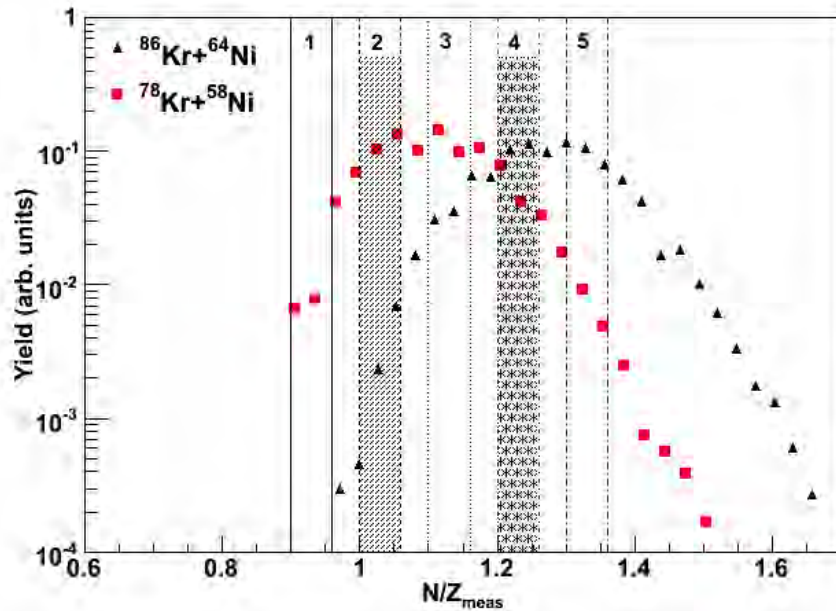 1
1 2 3 4 5
⁸⁶Kr+⁶⁴Ni
⁷⁸Kr+⁵⁸Ni
10⁻¹
10⁻²
10⁻³
10⁻⁴
Yield (arb. units)
0.6 0.8 1 1.2 1.4 1.6
N/Z_meas